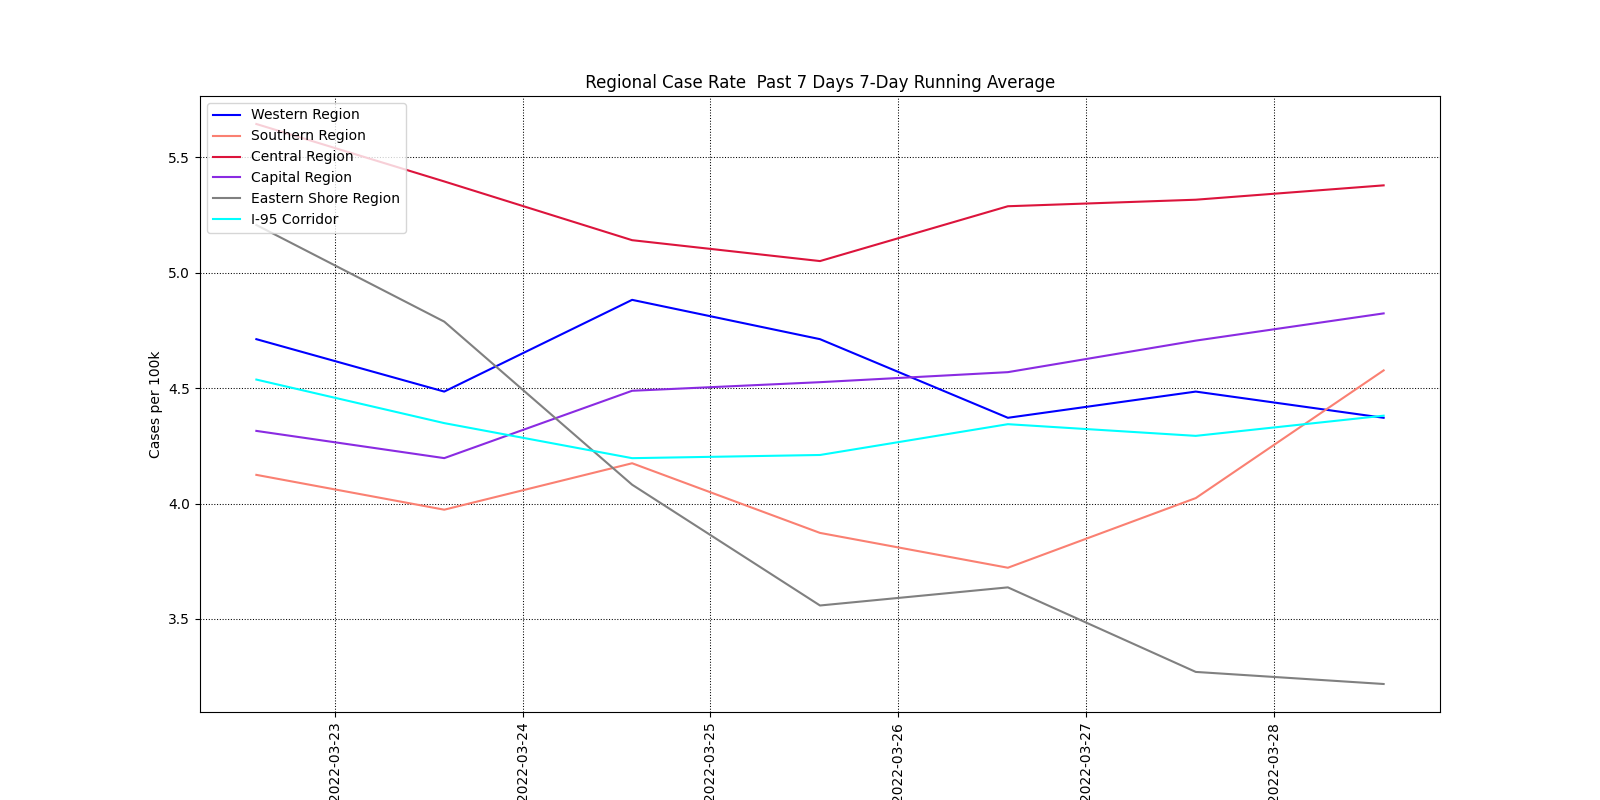 Regional Case Rate  Past 7 Days 7-Day Running Average
Western Region
Southern Region
Central Region
Capital Region
Eastern Shore Region
I-95 Corridor
Cases per 100k
5.5
5.0
4.5
4.0
3.5
2022-03-23
2022-03-24
2022-03-25
2022-03-26
2022-03-27
2022-03-28